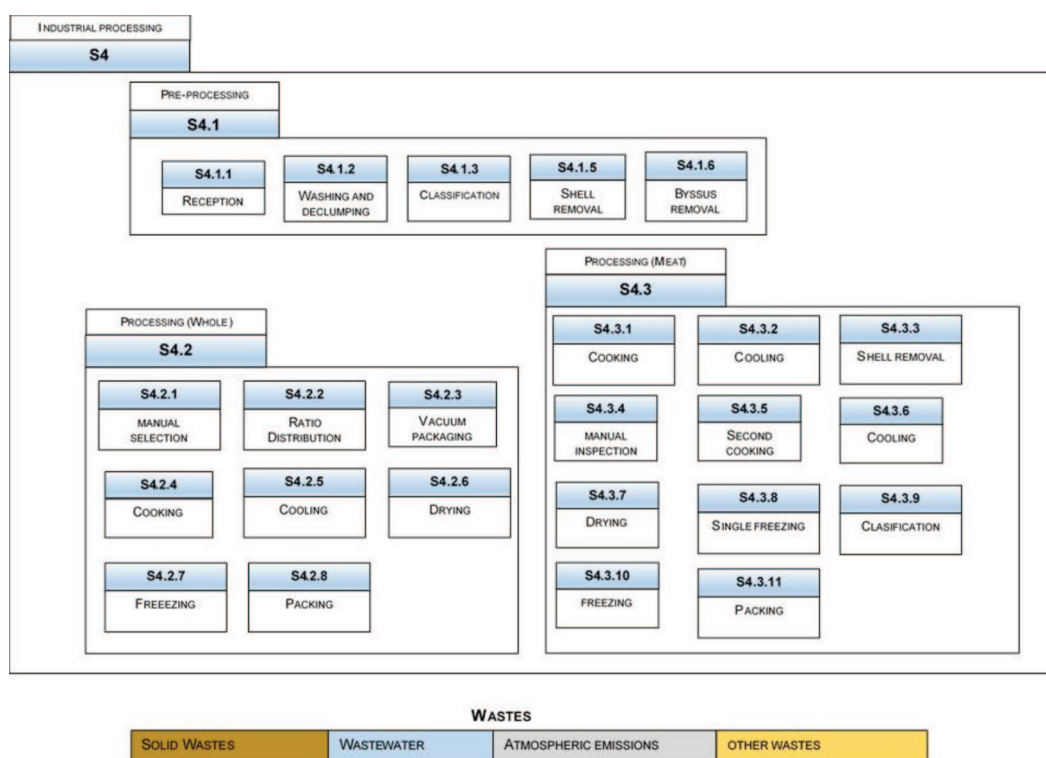 INDUSTRIAL PROCESSING
S4
PRE-PROCESSING
S4.1
S4.1.1
RECEPTION
S4.1.2
WASHING AND
DECLUMPING
S4.1.3
CLASSIFICATION
S4.1.5
SHELL
REMOVAL
S4.1.6
BYSSUS
REMOVAL
PROCESSING (WHOLE)
S4.2
S4.2.1
MANUAL
SELECTION
S4.2.2
RATIO
DISTRIBUTION
S4.2.3
VACUUM
PACKAGING
S4.2.4
COOKING
S4.2.5
COOLING
S4.2.6
DRYING
S4.2.7
FREEEZING
S4.2.8
PACKING
PROCESSING (MEAT)
S4.3
S4.3.1
COOKING
S4.3.2
COOLING
S4.3.3
SHELL REMOVAL
S4.3.4
MANUAL
INSPECTION
S4.3.5
SECOND
COOKING
S4.3.6
COOLING
S4.3.7
DRYING
S4.3.8
SINGLE FREEZING
S4.3.9
CLASIFICATION
S4.3.10
FREEZING
S4.3.11
PACKING
WASTES
SOLID WASTES
WASTEWATER
ATMOSPHERIC EMISSIONS
OTHER WASTES